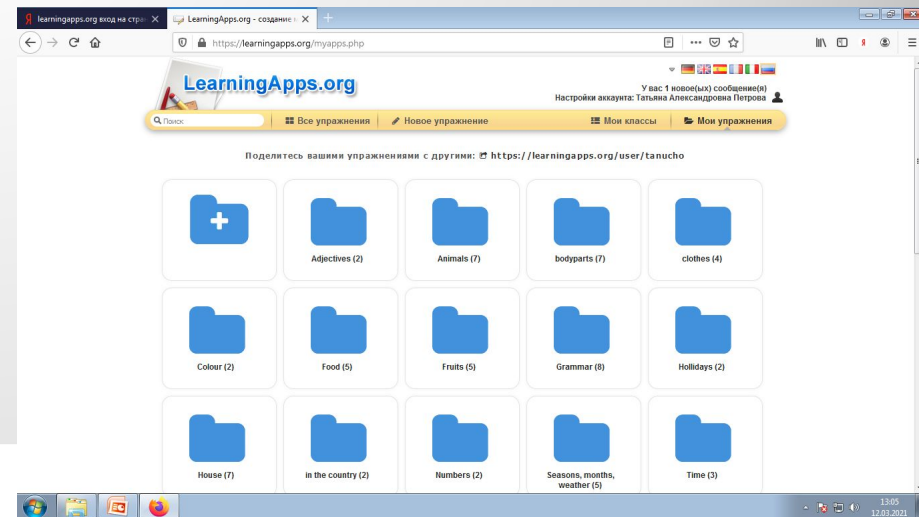 learningapps.org вход на стран
LearningApps.org - создание
https://learningapps.org/myapps.php
LearningApps.org
У вас 1 новое(ых) сообщение(я)
Настройки аккаунта: Татьяна Александровна Петрова
Поиск
Все упражнения
Новое упражнение
Мои классы
Мои упражнения
Поделитесь вашими упражнениями с другими: https://learningapps.org/user/tanucho
Adjectives (2)
Animals (7)
bodyparts (7)
clothes (4)
Colour (2)
Food (5)
Fruits (5)
Grammar (8)
Hollidays (2)
House (7)
in the country (2)
Numbers (2)
Seasons, months,
weather (5)
Time (3)
13:05
12.03.2021